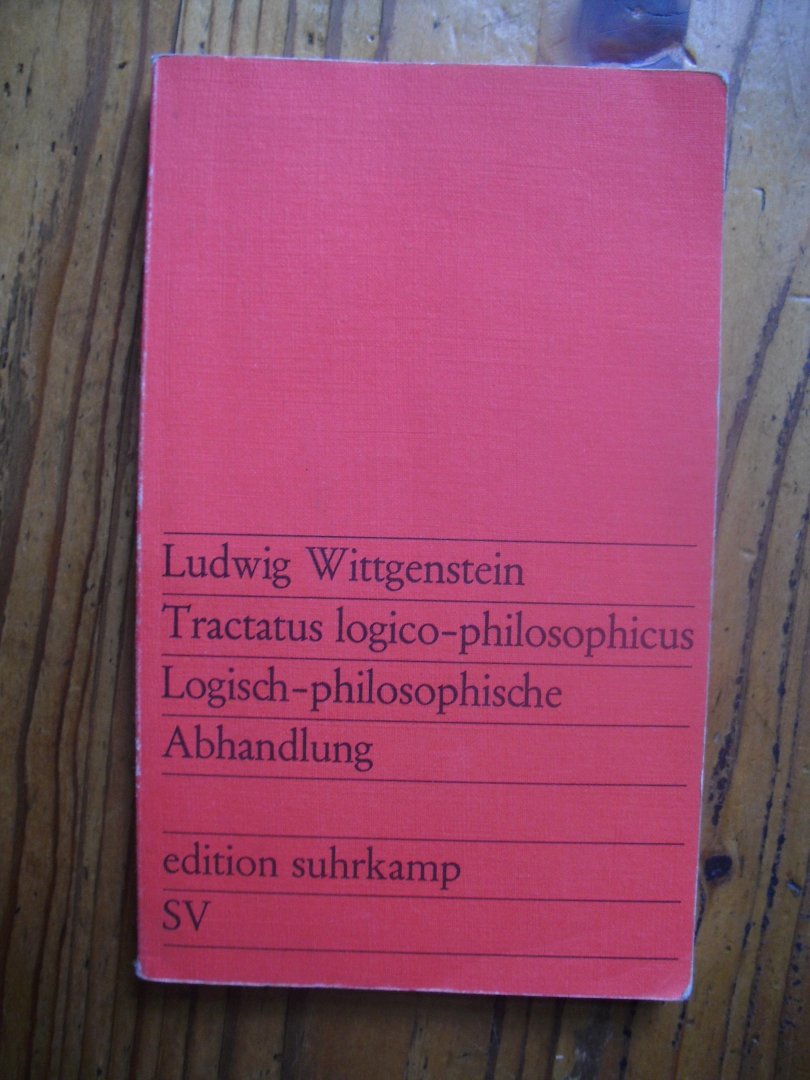 Ludwig Wittgenstein
Tractatus logico-philosophicus
Logisch-philosophische
Abhandlung
edition suhrkamp
SV